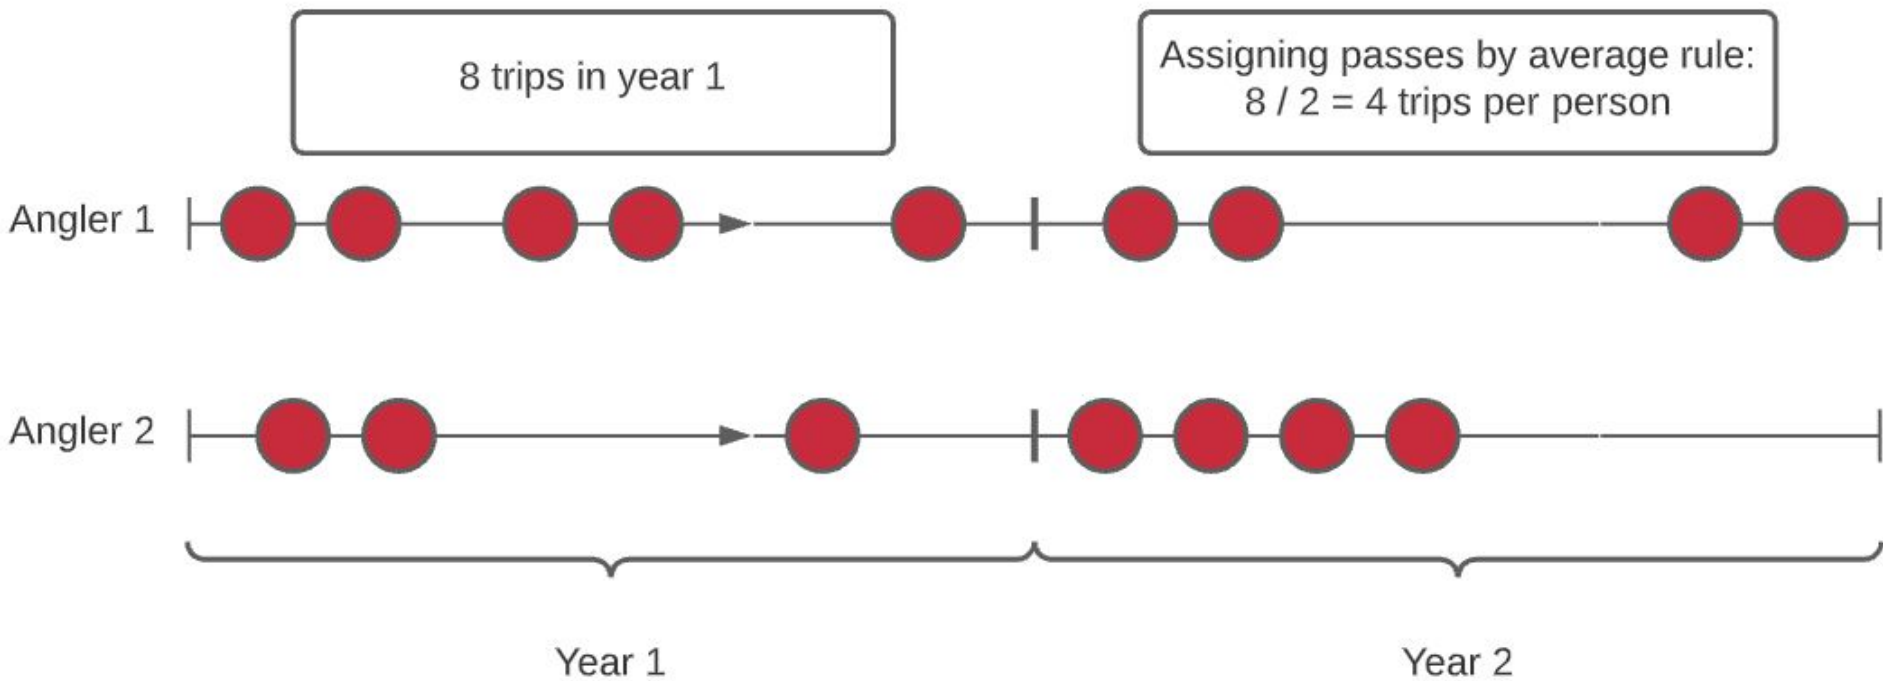 8 trips in year 1
Assigning passes by average rule:
8 / 2 = 4 trips per person
Angler 1
Angler 2
Year 1
Year 2